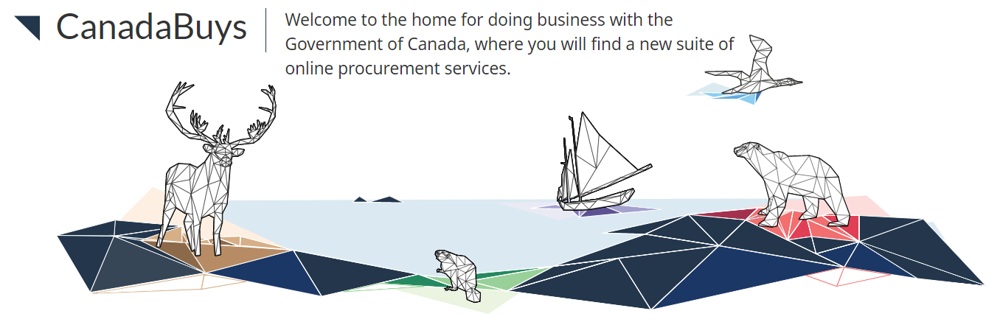 CanadaBuys
Welcome to the home for doing business with the
Government of Canada, where you will find a new suite of
online procurement services.